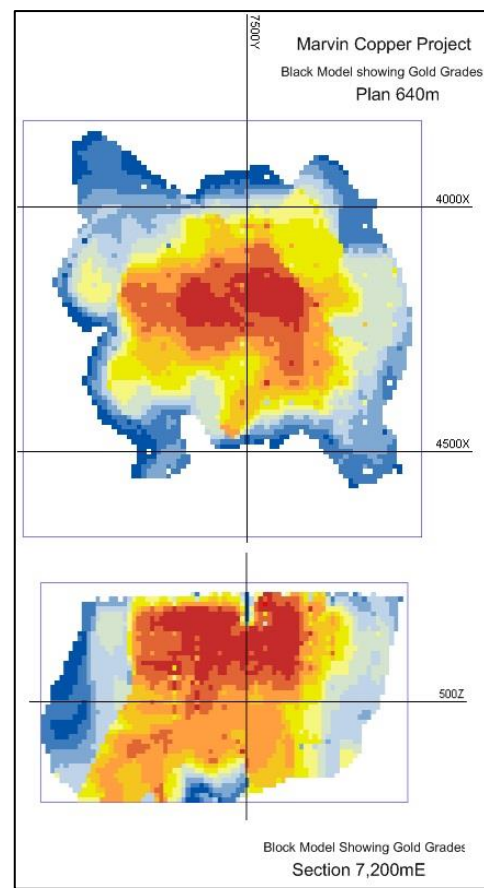 7500Y
Marvin Copper Project
Black Model showing Gold Grades
Plan 640m
4000X
4500X
500Z
Block Model Showing Gold Grades
Section 7,200mE